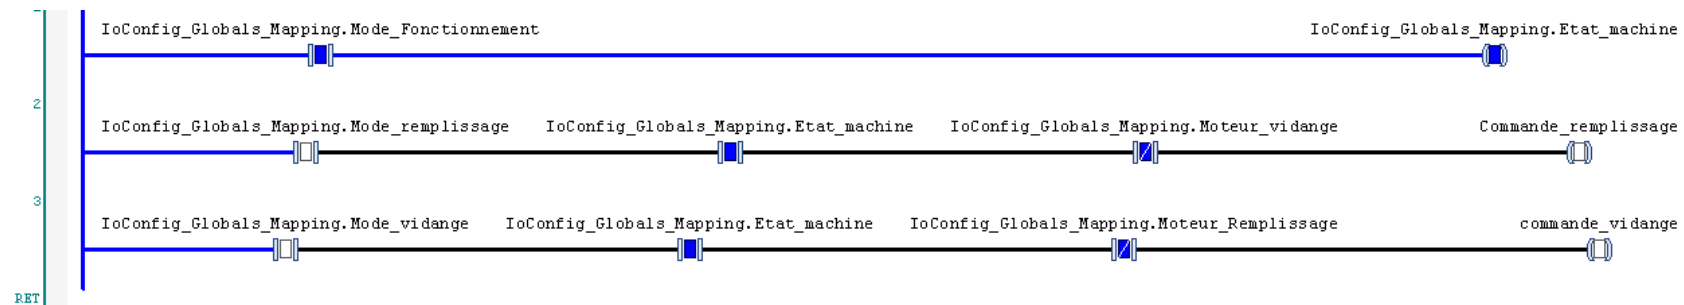 IoConfig_Globals_Mapping.Mode_Fonctionnement IoConfig_Globals_Mapping.Etat_machine
2
IoConfig_Globals_Mapping.Mode_remplissage IoConfig_Globals_Mapping.Etat_machine IoConfig_Globals_Mapping.Moteur_vidange Commande_remplissage
3
IoConfig_Globals_Mapping.Mode_vidange IoConfig_Globals_Mapping.Etat_machine IoConfig_Globals_Mapping.Moteur_Remplissage commande_vidange
RET